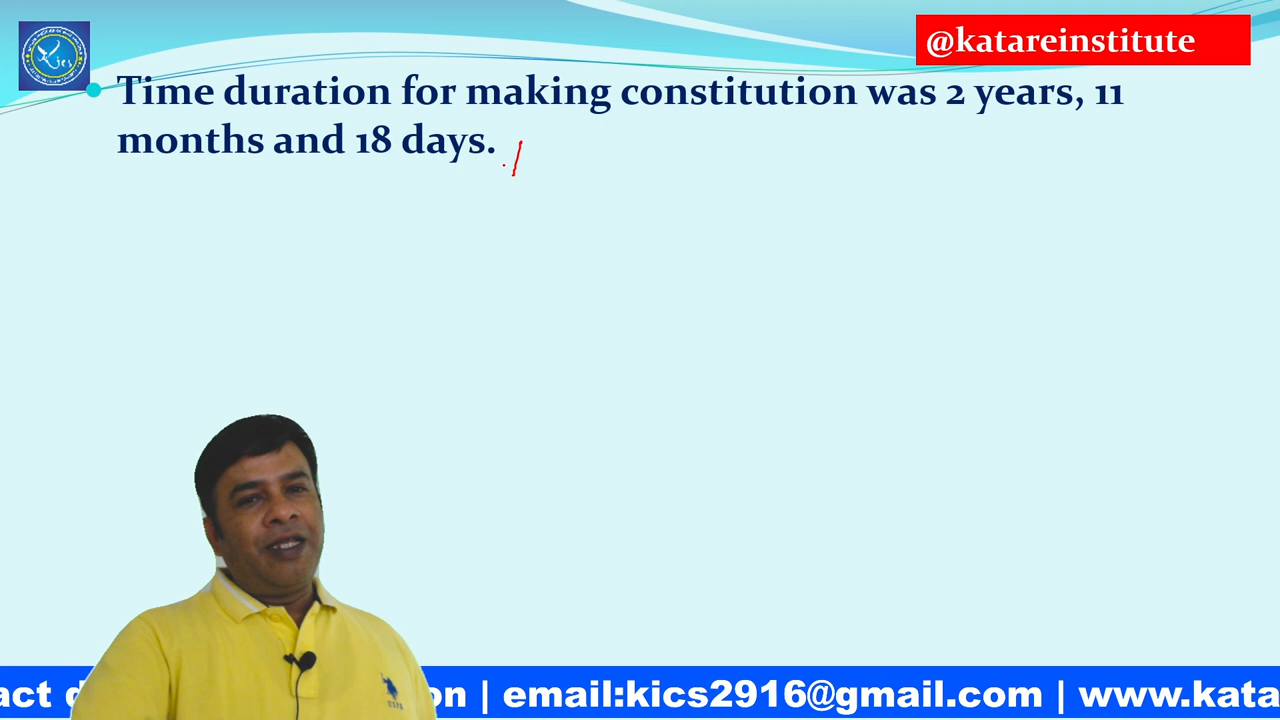 @katareinstitute
Time duration for making constitution was 2 years, 11
months and 18 days.
act d
on | email:kics2916@gmail.com | www.kata